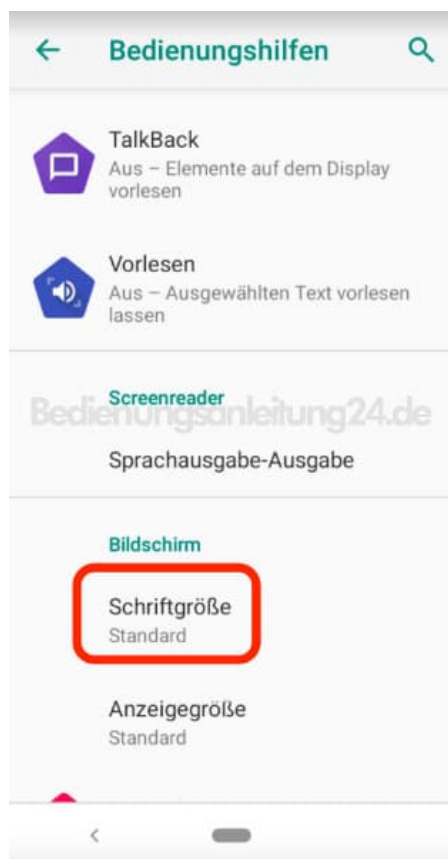 Bedienungshilfen
TalkBack
Aus – Elemente auf dem Display
vorlesen
Vorlesen
Aus – Ausgewählten Text vorlesen
lassen
Screenreader
Bedienungsanleitung24.de
Sprachausgabe-Ausgabe
Bildschirm
Schriftgröße
Standard
Anzeigegröße
Standard